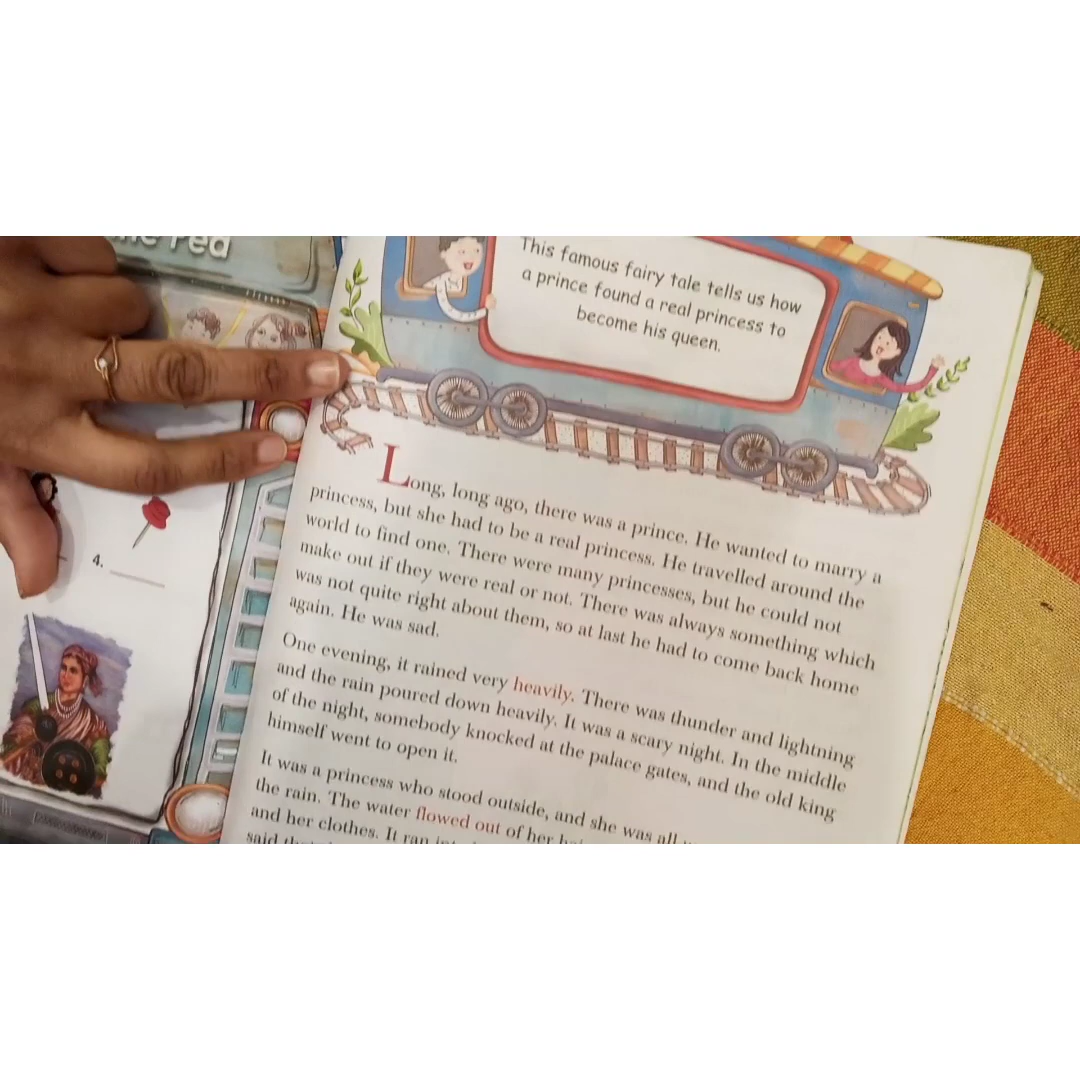 Pea
4.
This famous fairy tale tells us how
a prince found a real princess to
become his queen.
Long, long ago, there was a prince. He wanted to marry a
princess, but she had to be a real princess. He travelled around the
world to find one. There were many princesses, but he could not
make out if they were real or not. There was always something which
was not quite right about them, so at last he had to come back home
again. He was sad.
One evening, it rained very heavily. There was thunder and lightning
and the rain poured down heavily. It was a scary night. In the middle
of the night, somebody knocked at the palace gates, and the old king
himself went to open it.
It was a princess who stood outside, and she was all
the rain. The water flowed out of her
and her clothes. It ran
said